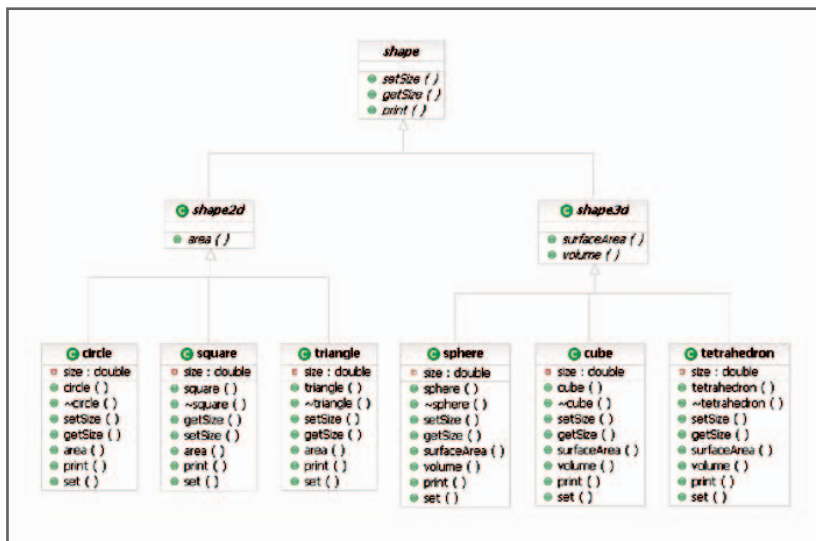 shape
setSize ( )
getSize ( )
print ( )
C shape2d
area ( )
C shape3d
surfaceArea ( )
volume ( )
C circle
size : double
circle ( )
~circle ( )
setSize ( )
getSize ( )
area ( )
print ( )
set ( )
C square
size : double
square ( )
~square ( )
getSize ( )
setSize ( )
area ( )
print ( )
set ( )
C triangle
size : double
triangle ( )
~triangle ( )
setSize ( )
getSize ( )
area ( )
print ( )
set ( )
C sphere
size : double
sphere ( )
~sphere ( )
setSize ( )
getSize ( )
surfaceArea ( )
volume ( )
print ( )
set ( )
C cube
size : double
cube ( )
~cube ( )
setSize ( )
getSize ( )
surfaceArea ( )
volume ( )
print ( )
set ( )
C tetrahedron
size : double
tetrahedron ( )
~tetrahedron ( )
setSize ( )
getSize ( )
surfaceArea ( )
volume ( )
print ( )
set ( )